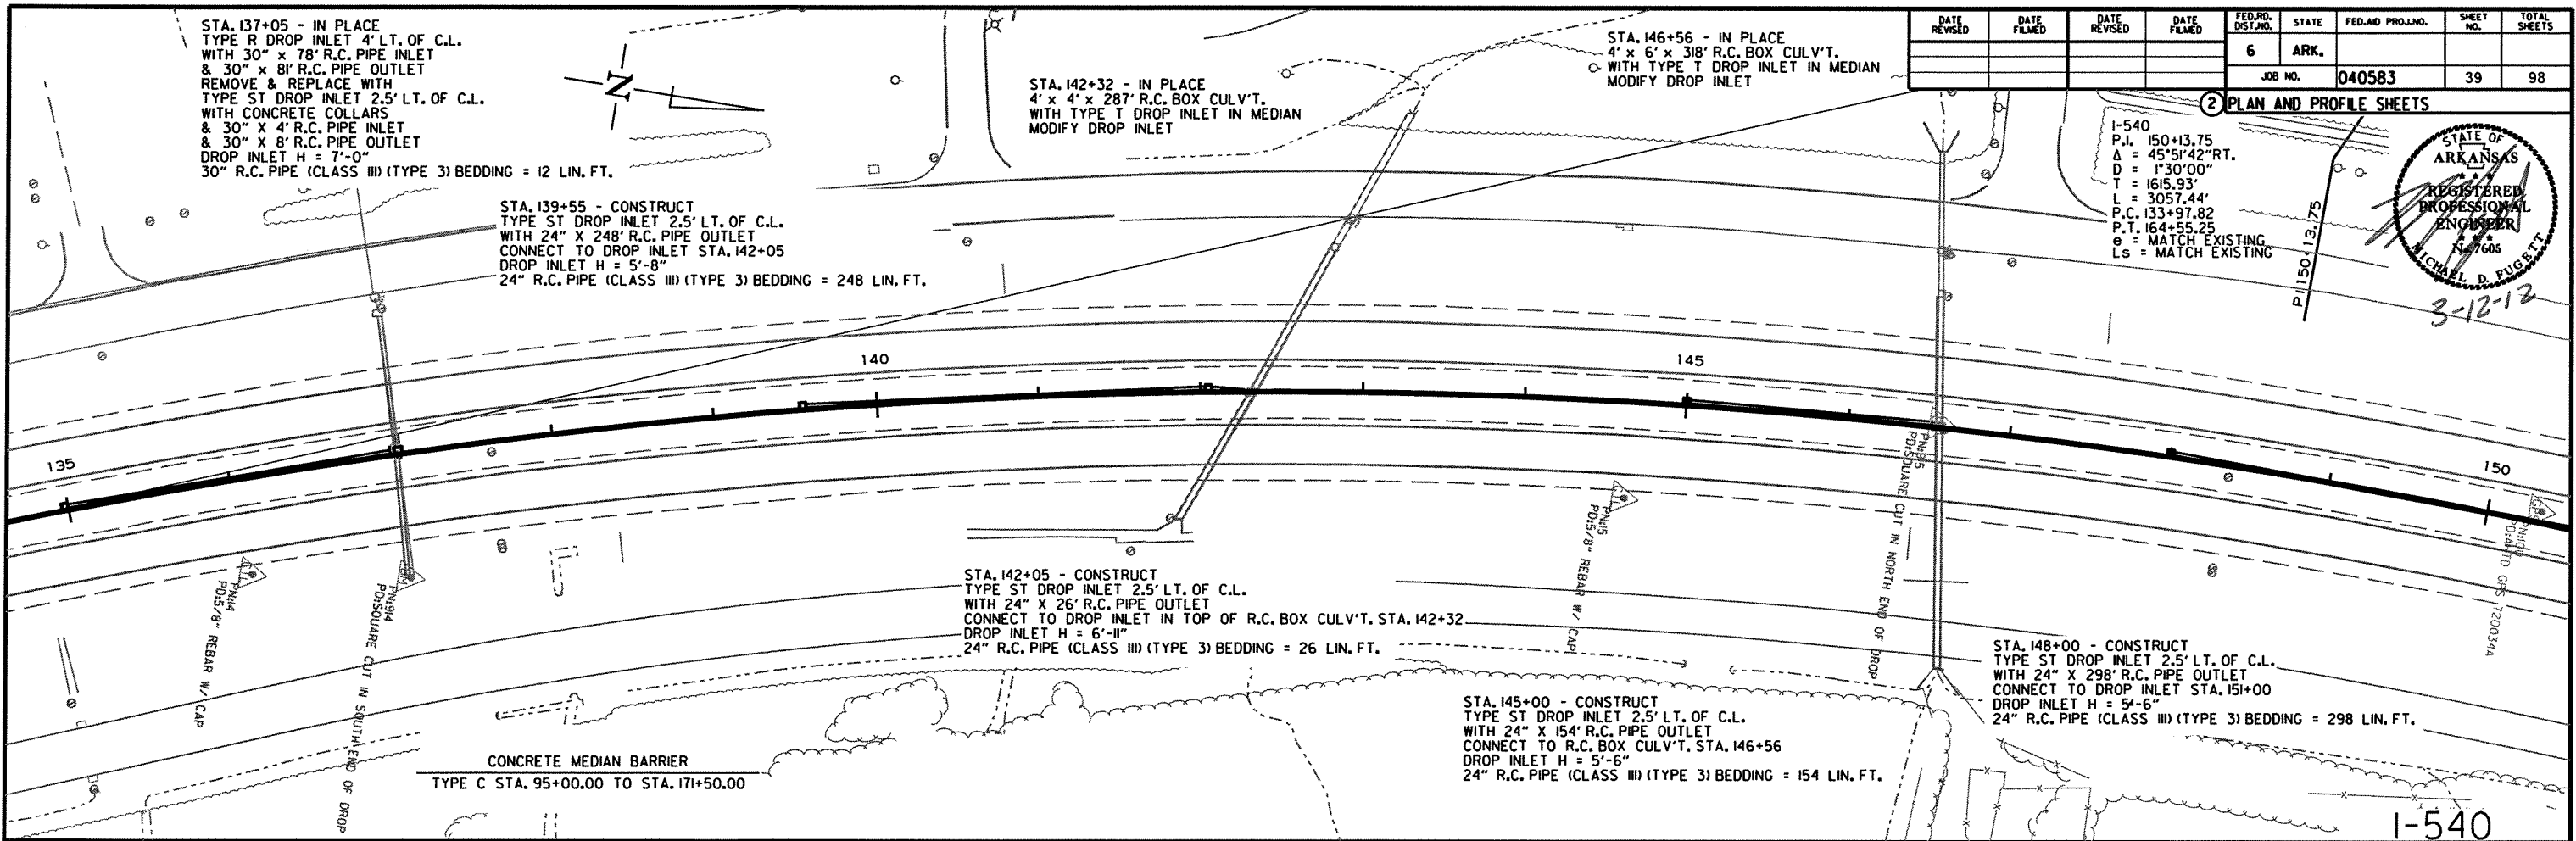 STA. 137+05 - IN PLACE
TYPE R DROP INLET 4' LT. OF C.L.
WITH 30" x 78' R.C. PIPE INLET
& 30" x 81' R.C. PIPE OUTLET
REMOVE & REPLACE WITH
TYPE ST DROP INLET 2.5' LT. OF C.L.
WITH CONCRETE COLLARS
& 30" X 4' R.C. PIPE INLET
& 30" X 8' R.C. PIPE OUTLET
DROP INLET H = 7'-0"
30" R.C. PIPE (CLASS III) (TYPE 3) BEDDING = 12 LIN. FT.
N
STA. 139+55 - CONSTRUCT
TYPE ST DROP INLET 2.5' LT. OF C.L.
WITH 24" X 248' R.C. PIPE OUTLET
CONNECT TO DROP INLET STA. 142+05
DROP INLET H = 5'-8"
24" R.C. PIPE (CLASS III) (TYPE 3) BEDDING = 248 LIN. FT.
STA. 142+32 - IN PLACE
4' x 4' x 287' R.C. BOX CULV'T.
WITH TYPE T DROP INLET IN MEDIAN
MODIFY DROP INLET
STA. 146+56 - IN PLACE
4' x 6' x 318' R.C. BOX CULV'T.
WITH TYPE T DROP INLET IN MEDIAN
MODIFY DROP INLET
DATE REVISED
DATE FILMED
DATE REVISED
DATE FILMED
FED.RD. DIST.NO.
STATE
FED.AID PROJ.NO.
SHEET NO.
TOTAL SHEETS
6 ARK.
JOB NO. 040583 39 98
2 PLAN AND PROFILE SHEETS
I-540
P.I. 150+13.75
Δ = 45°51'42"RT.
D = 1°30'00"
T = 1615.93'
L = 3057.44'
P.C. 133+97.82
P.T. 164+55.25
e = MATCH EXISTING
Ls = MATCH EXISTING
PI 150+13.75
STATE OF
ARKANSAS
REGISTERED
PROFESSIONAL
ENGINEER
No. 7605
MICHAEL D. FUGETT
3-12-12
135
140
145
150
PN:14
PD:5/8" REBAR W/ CAP
PN:914
PD:SQUARE CUT IN SOUTH END OF DROP
PN:15
PD:5/8" REBAR W/ CAP
PN:915
PD:SQUARE CUT IN NORTH END OF DROP
GPS 720034A
STA. 142+05 - CONSTRUCT
TYPE ST DROP INLET 2.5' LT. OF C.L.
WITH 24" X 26' R.C. PIPE OUTLET
CONNECT TO DROP INLET IN TOP OF R.C. BOX CULV'T. STA. 142+32
DROP INLET H = 6'-11"
24" R.C. PIPE (CLASS III) (TYPE 3) BEDDING = 26 LIN. FT.
STA. 145+00 - CONSTRUCT
TYPE ST DROP INLET 2.5' LT. OF C.L.
WITH 24" X 154' R.C. PIPE OUTLET
CONNECT TO R.C. BOX CULV'T. STA. 146+56
DROP INLET H = 5'-6"
24" R.C. PIPE (CLASS III) (TYPE 3) BEDDING = 154 LIN. FT.
STA. 148+00 - CONSTRUCT
TYPE ST DROP INLET 2.5' LT. OF C.L.
WITH 24" X 298' R.C. PIPE OUTLET
CONNECT TO DROP INLET STA. 151+00
DROP INLET H = 5'-6"
24" R.C. PIPE (CLASS III) (TYPE 3) BEDDING = 298 LIN. FT.
CONCRETE MEDIAN BARRIER
TYPE C STA. 95+00.00 TO STA. 171+50.00
I-540